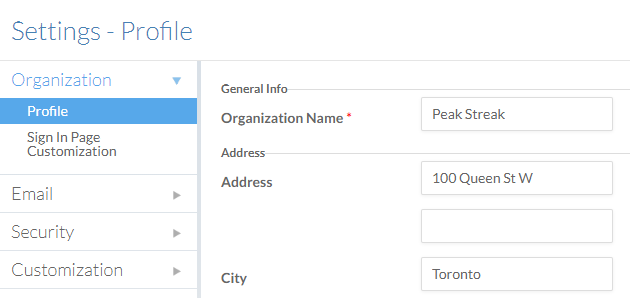 Settings - Profile
Organization
Profile
Sign In Page
Customization
Email
Security
Customization
General Info
Organization Name *
Peak Streak
Address
Address
100 Queen St W
City
Toronto